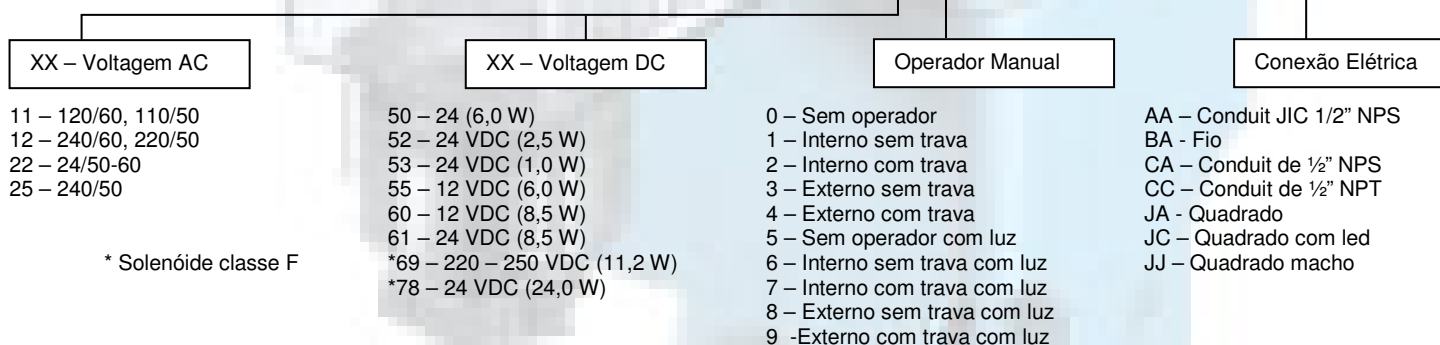 XX – Voltagem AC
11 – 120/60, 110/50
12 – 240/60, 220/50
22 – 24/50-60
25 – 240/50
* Solenóide classe F
XX – Voltagem DC
50 – 24 (6,0 W)
52 – 24 VDC (2,5 W)
53 – 24 VDC (1,0 W)
55 – 12 VDC (6,0 W)
60 – 12 VDC (8,5 W)
61 – 24 VDC (8,5 W)
*69 – 220 – 250 VDC (11,2 W)
*78 – 24 VDC (24,0 W)
Operador Manual
0 – Sem operador
1 – Interno sem trava
2 – Interno com trava
3 – Externo sem trava
4 – Externo com trava
5 – Sem operador com luz
6 – Interno sem trava com luz
7 – Interno com trava com luz
8 – Externo sem trava com luz
9 -Externo com trava com luz
Conexão Elétrica
AA – Conduit JIC 1/2” NPS
BA - Fio
CA – Conduit de ½” NPS
CC – Conduit de ½” NPT
JA - Quadrado
JC – Quadrado com led
JJ – Quadrado macho